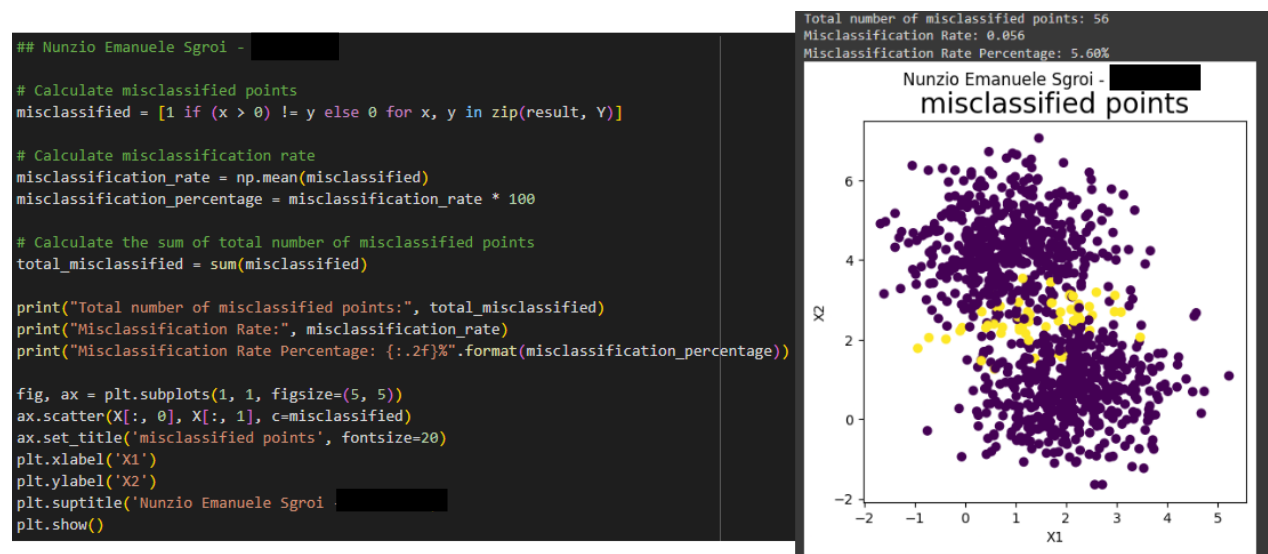 ## Nunzio Emanuele Sgroi -
# Calculate misclassified points
misclassified = [1 if (x > 0) != y else 0 for x, y in zip(result, Y)]
# Calculate misclassification rate
misclassification_rate = np.mean(misclassified)
misclassification_percentage = misclassification_rate * 100
# Calculate the sum of total number of misclassified points
total_misclassified = sum(misclassified)
print("Total number of misclassified points:", total_misclassified)
print("Misclassification Rate:", misclassification_rate)
print("Misclassification Rate Percentage: {:.2f}%".format(misclassification_percentage))
fig, ax = plt.subplots(1, 1, figsize=(5, 5))
ax.scatter(X[:, 0], X[:, 1], c=misclassified)
ax.set_title('misclassified points', fontsize=20)
plt.xlabel('X1')
plt.ylabel('X2')
plt.suptitle('Nunzio Emanuele Sgroi -
plt.show()
Total number of misclassified points: 56
Misclassification Rate: 0.056
Misclassification Rate Percentage: 5.60%
Nunzio Emanuele Sgroi -
misclassified points
6
4
2
0
−2
X2
−2 −1 0 1 2 3 4 5
X1